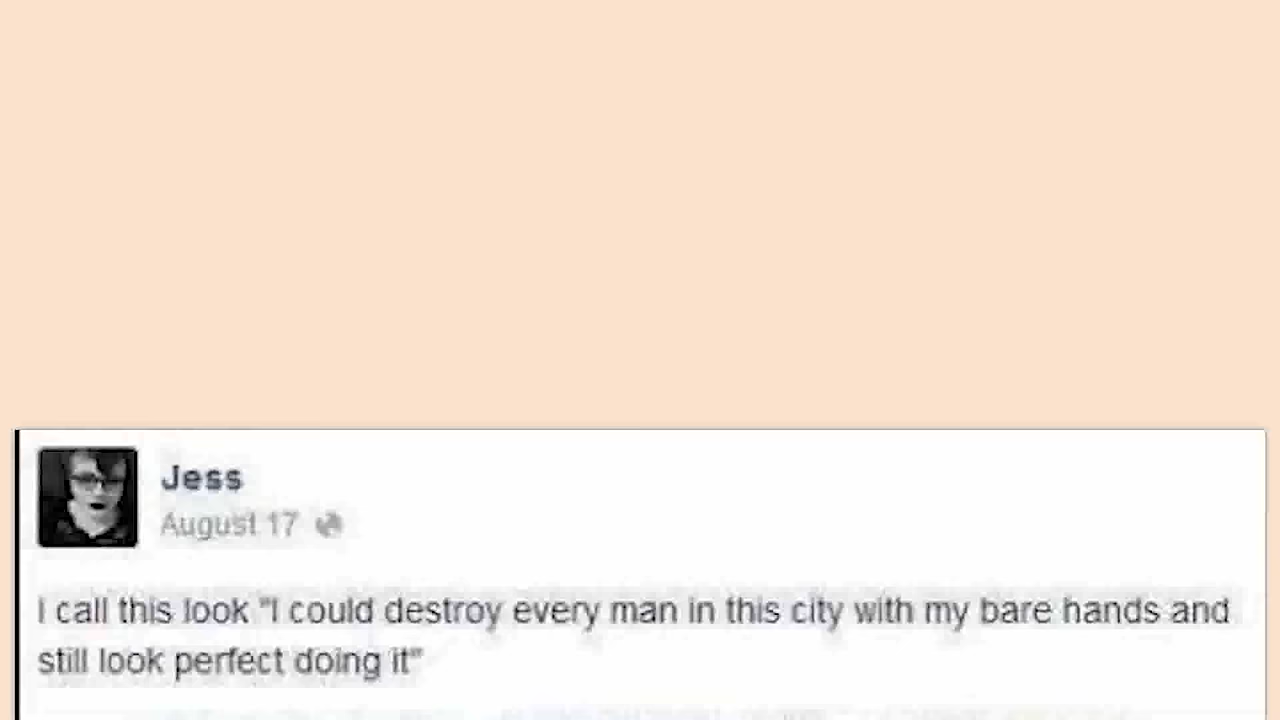 Jess
August 17
I call this look "I could destroy every man in this city with my bare hands and
still look perfect doing it"